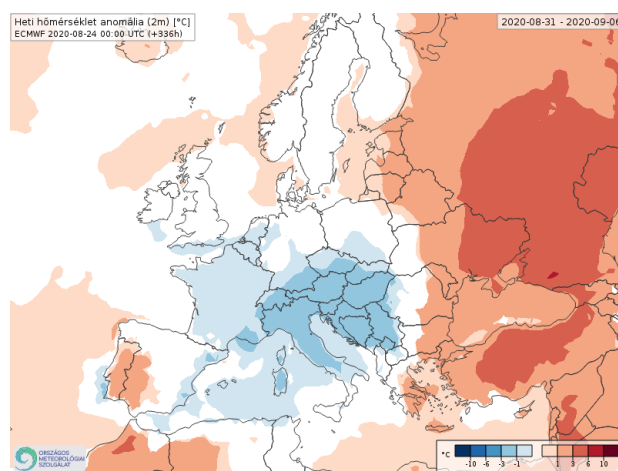 Heti hőmérséklet anomália (2m) [°C]
ECMWF 2020-08-24 00:00 UTC (+336h)
2020-08-31 - 2020-09-06
ORSZÁGOS
METEOROLÓGIAI
SZOLGÁLAT
°C
-10 -6 -3 -1 1 3 6 10